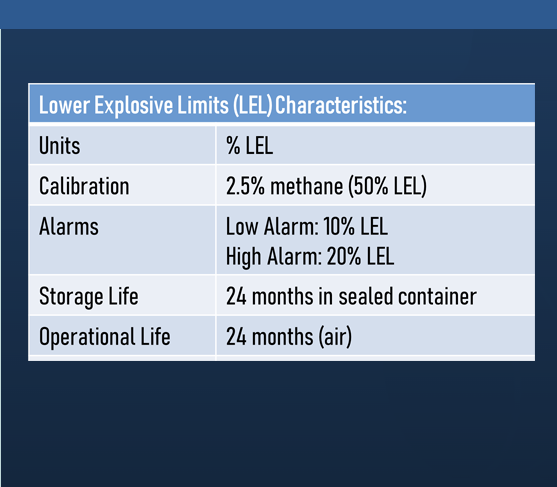 Lower Explosive Limits (LEL) Characteristics:
Units % LEL
Calibration 2.5% methane (50% LEL)
Alarms Low Alarm: 10% LEL
High Alarm: 20% LEL
Storage Life 24 months in sealed container
Operational Life 24 months (air)